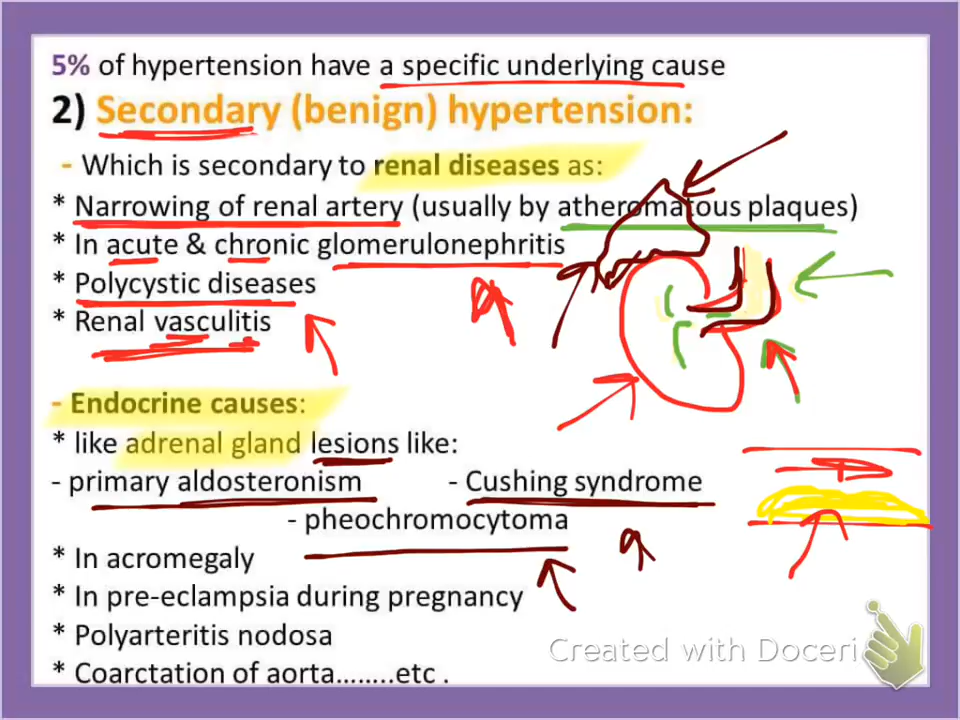 5% of hypertension have a specific underlying cause
2) Secondary (benign) hypertension:
- Which is secondary to renal diseases as:
* Narrowing of renal artery (usually by atheromatous plaques)
* In acute & chronic glomerulonephritis
* Polycystic diseases
* Renal vasculitis
- Endocrine causes:
* like adrenal gland lesions like:
- primary aldosteronism - Cushing syndrome
- pheochromocytoma
* In acromegaly
* In pre-eclampsia during pregnancy
* Polyarteritis nodosa
* Coarctation of aorta........etc .
Created with Doceri